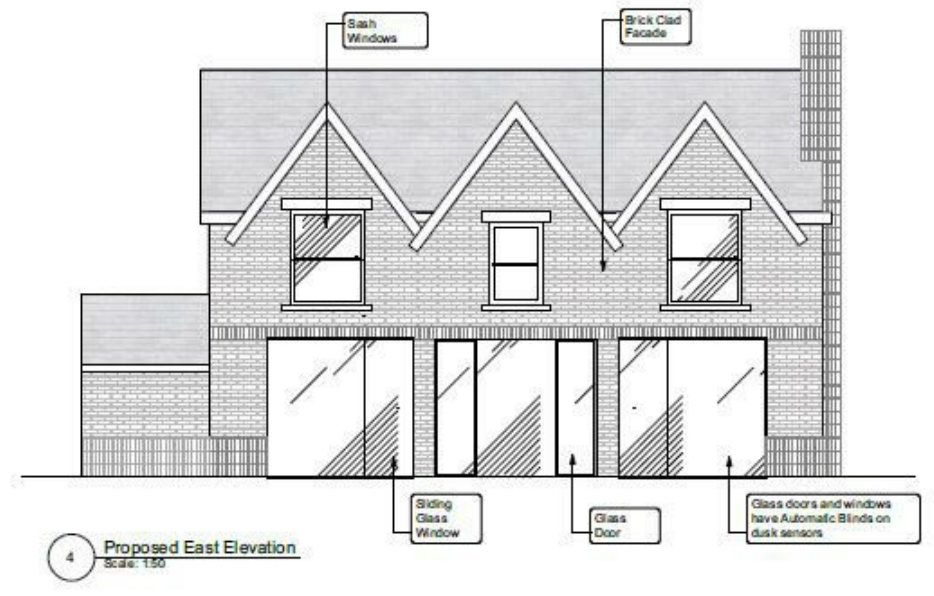 Sash
Windows
Brick Clad
Facade
Sliding
Glass
Window
Glass
Door
Glass doors and windows
have Automatic Blinds on
dusk sensors
4
Proposed East Elevation
Scale: 1:50